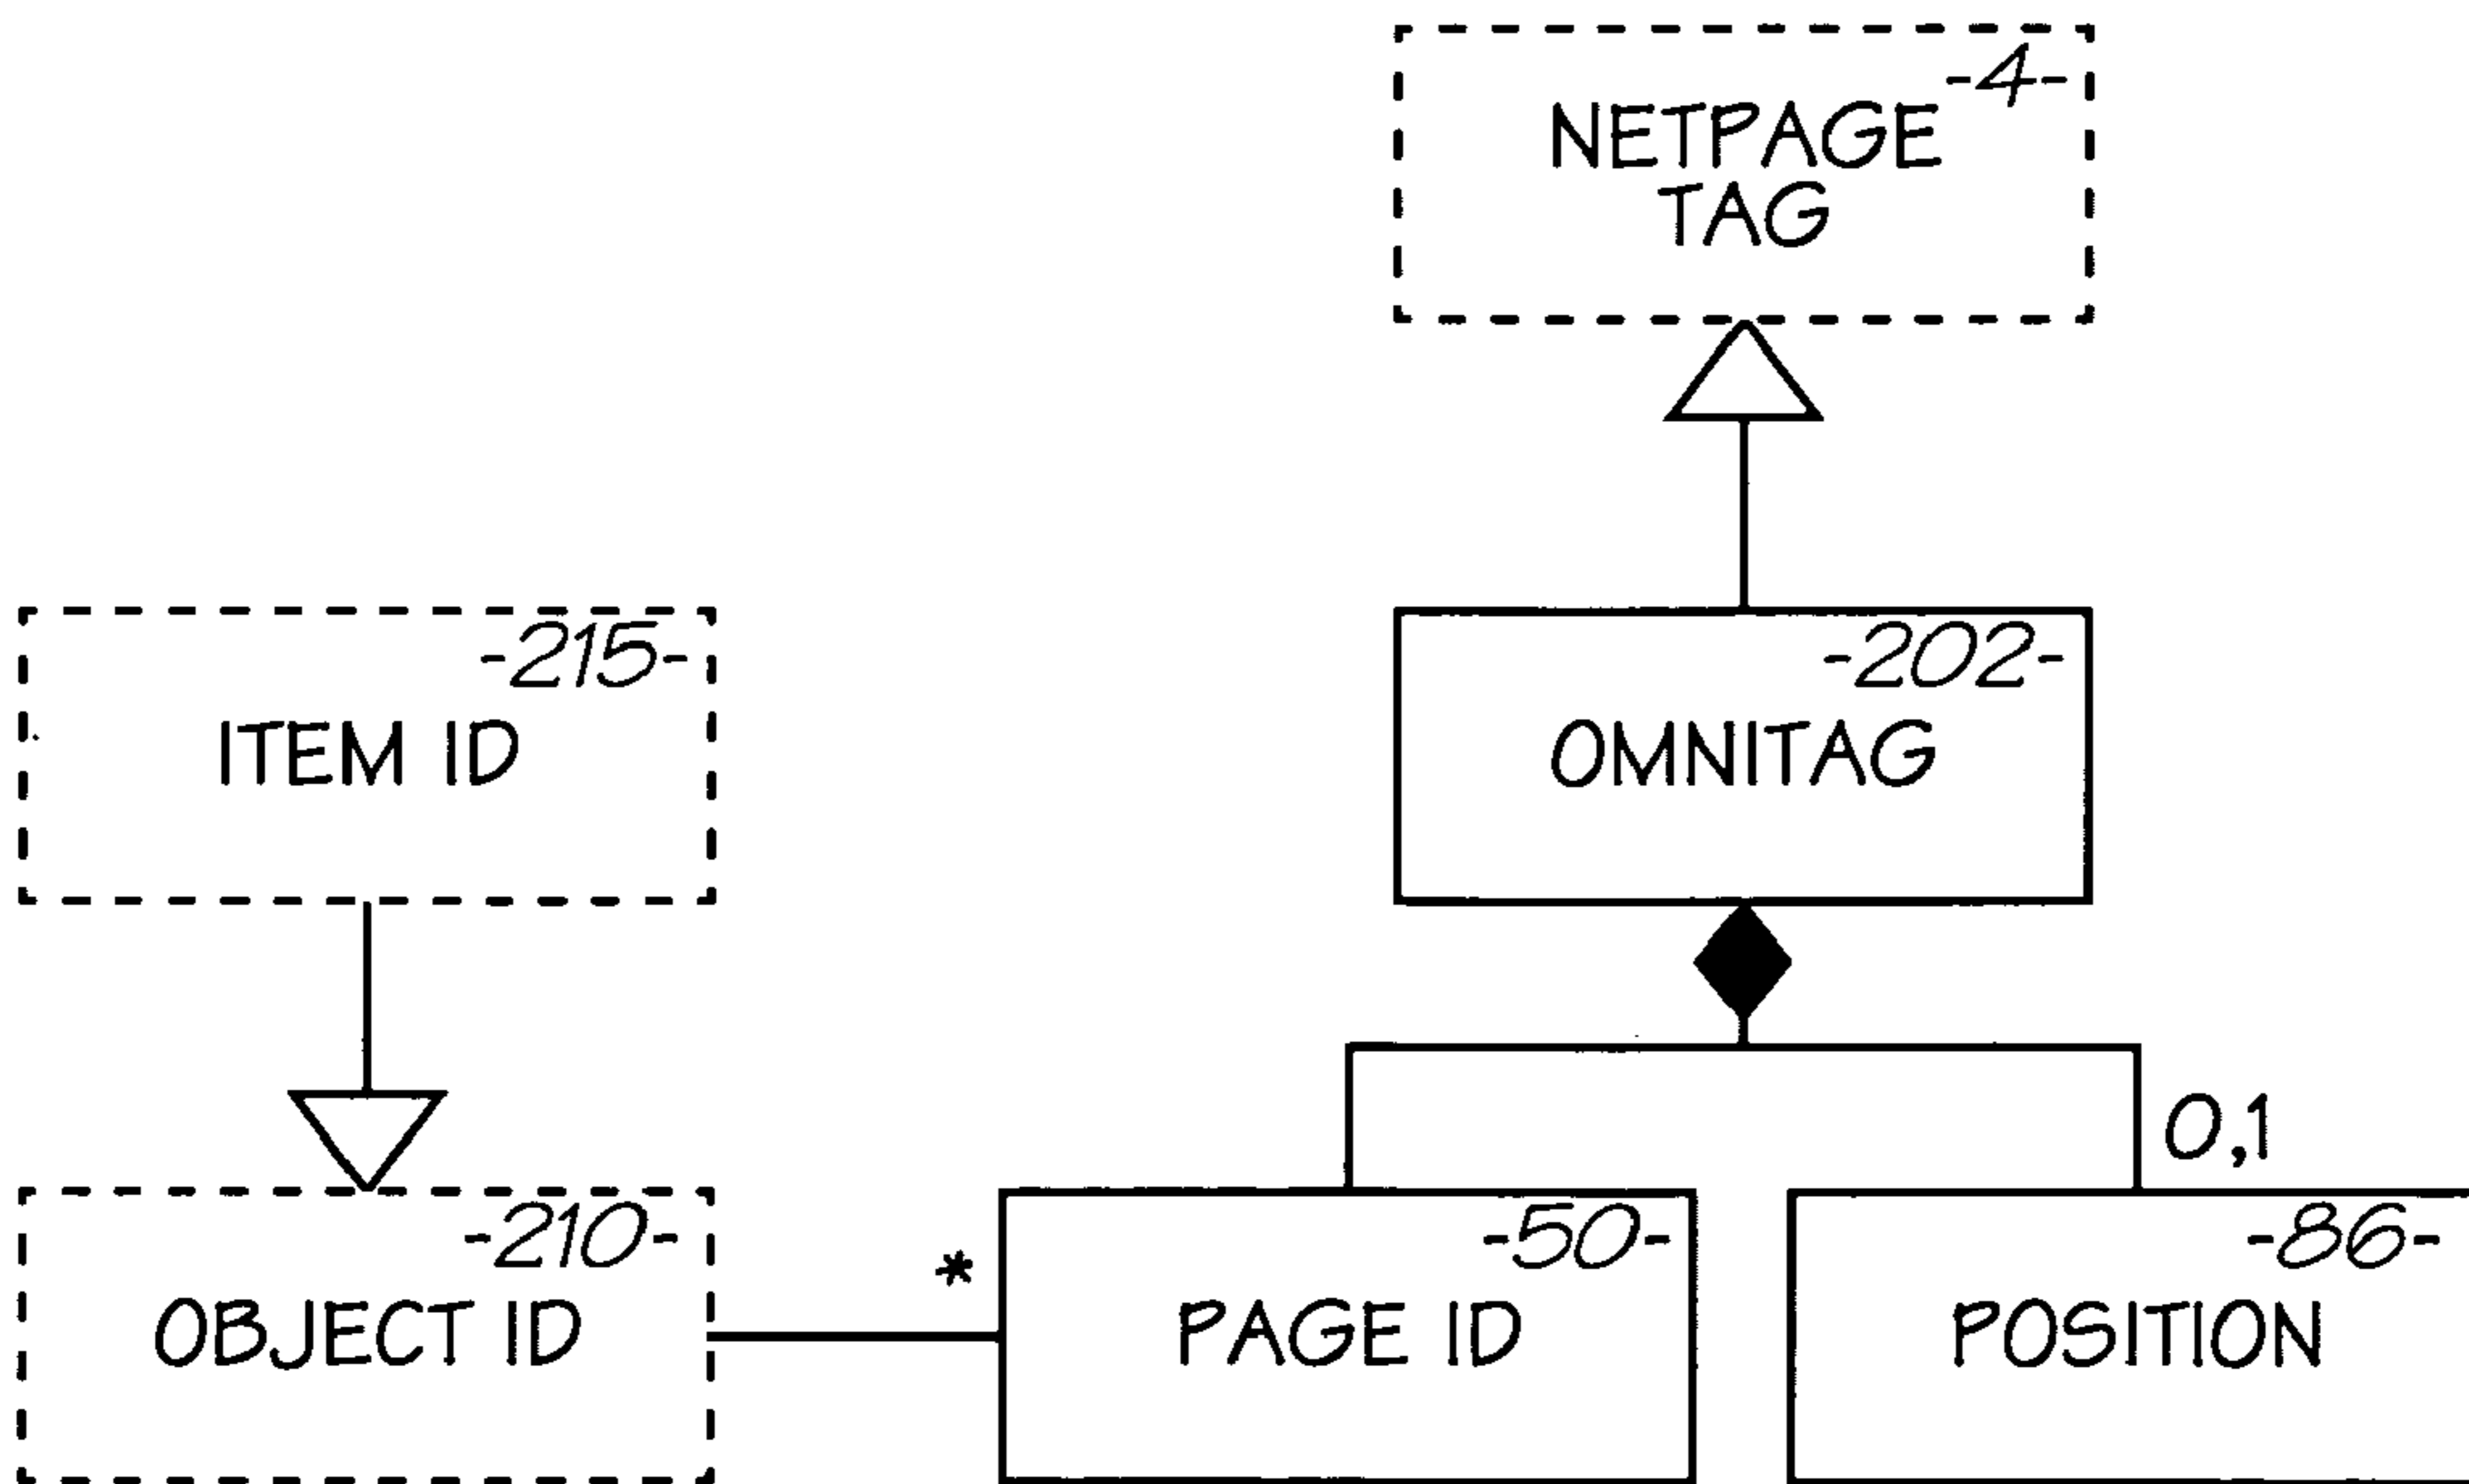 -4-
NETPAGE
TAG
-215-
ITEM ID
-202-
OMNITAG
0,1
-210-
OBJECT ID
*
-50-
PAGE ID
-86-
POSITION